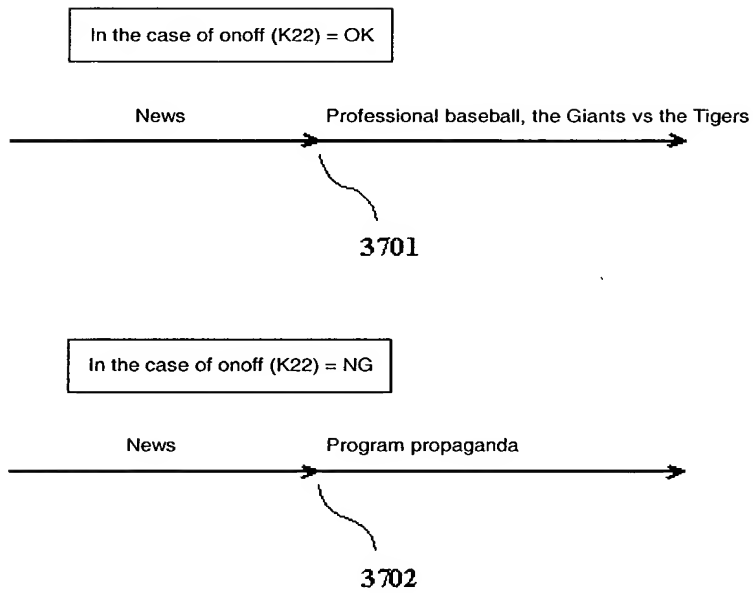 In the case of onoff (K22) = OK
News
Professional baseball, the Giants vs the Tigers
3701
In the case of onoff (K22) = NG
News
Program propaganda
3702